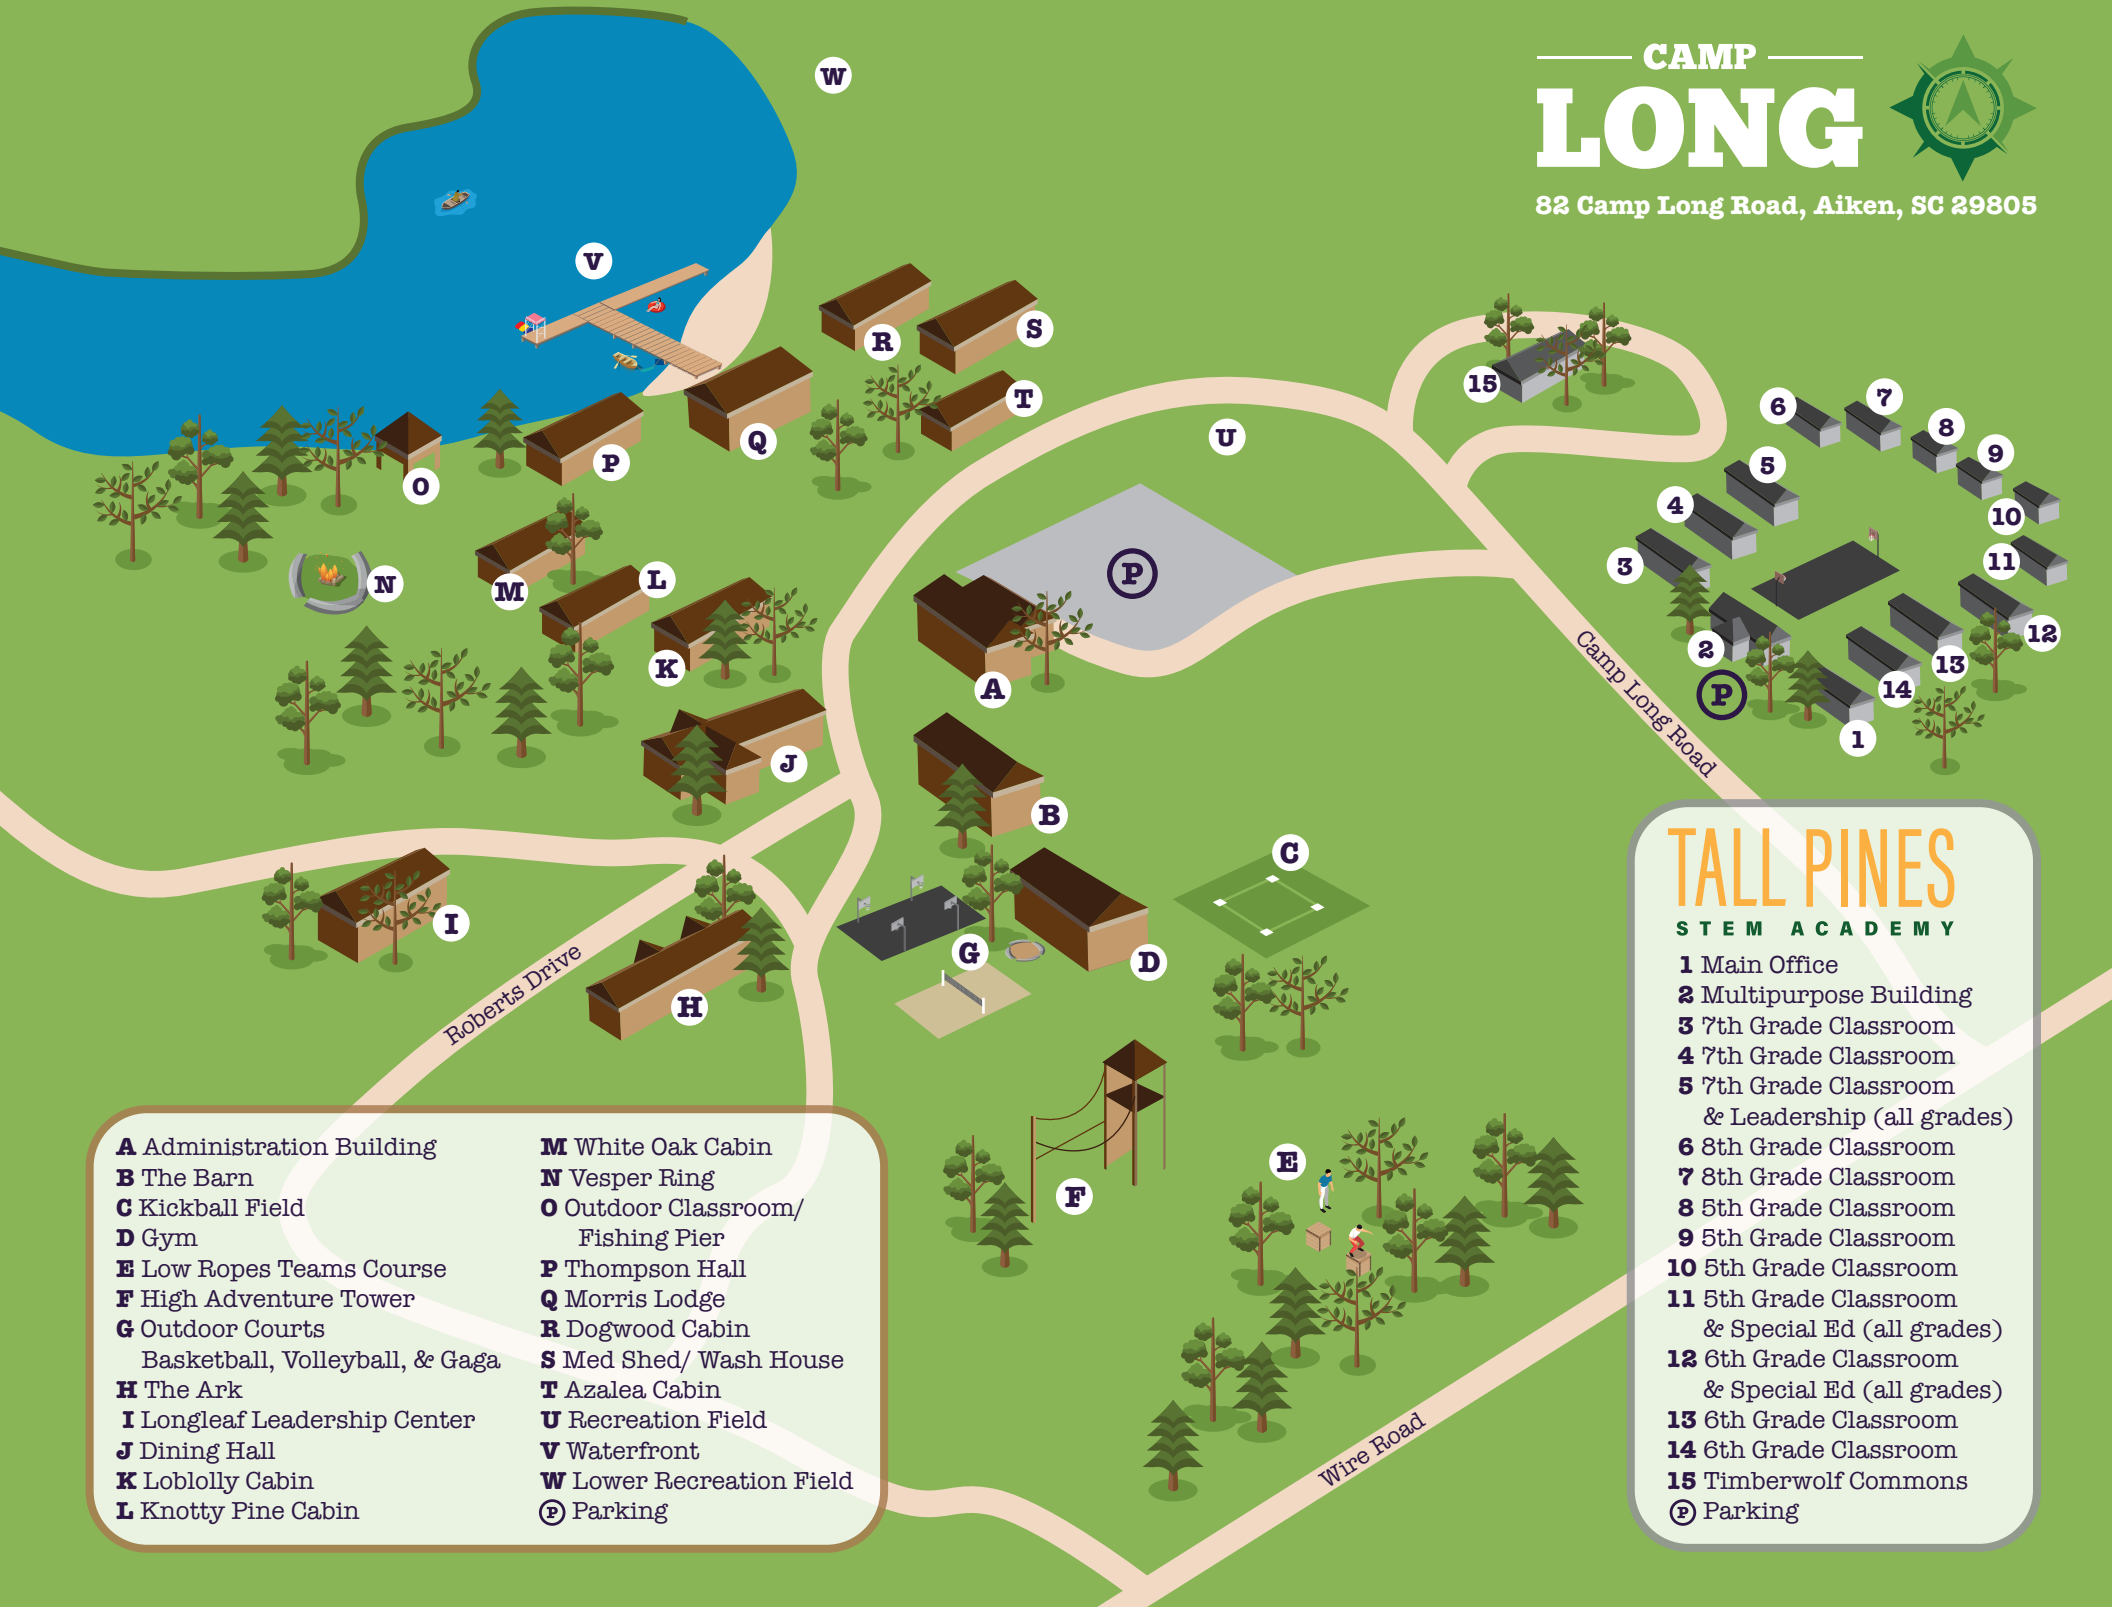 CAMP
LONG
82 Camp Long Road, Aiken, SC 29805
W
V
R
S
T
Q
P
O
N
M
L
K
J
I
H
U
P
A
B
C
D
G
F
E
15
6
7
8
9
5
10
4
11
3
12
2
13
14
P
1
Camp Long Road
Roberts Drive
Wire Road
A Administration Building
B The Barn
C Kickball Field
D Gym
E Low Ropes Teams Course
F High Adventure Tower
G Outdoor Courts
Basketball, Volleyball, & Gaga
H The Ark
I Longleaf Leadership Center
J Dining Hall
K Loblolly Cabin
L Knotty Pine Cabin
M White Oak Cabin
N Vesper Ring
O Outdoor Classroom/
Fishing Pier
P Thompson Hall
Q Morris Lodge
R Dogwood Cabin
S Med Shed/ Wash House
T Azalea Cabin
U Recreation Field
V Waterfront
W Lower Recreation Field
P Parking
TALL PINES
STEM ACADEMY
1 Main Office
2 Multipurpose Building
3 7th Grade Classroom
4 7th Grade Classroom
5 7th Grade Classroom
& Leadership (all grades)
6 8th Grade Classroom
7 8th Grade Classroom
8 5th Grade Classroom
9 5th Grade Classroom
10 5th Grade Classroom
11 5th Grade Classroom
& Special Ed (all grades)
12 6th Grade Classroom
& Special Ed (all grades)
13 6th Grade Classroom
14 6th Grade Classroom
15 Timberwolf Commons
P Parking